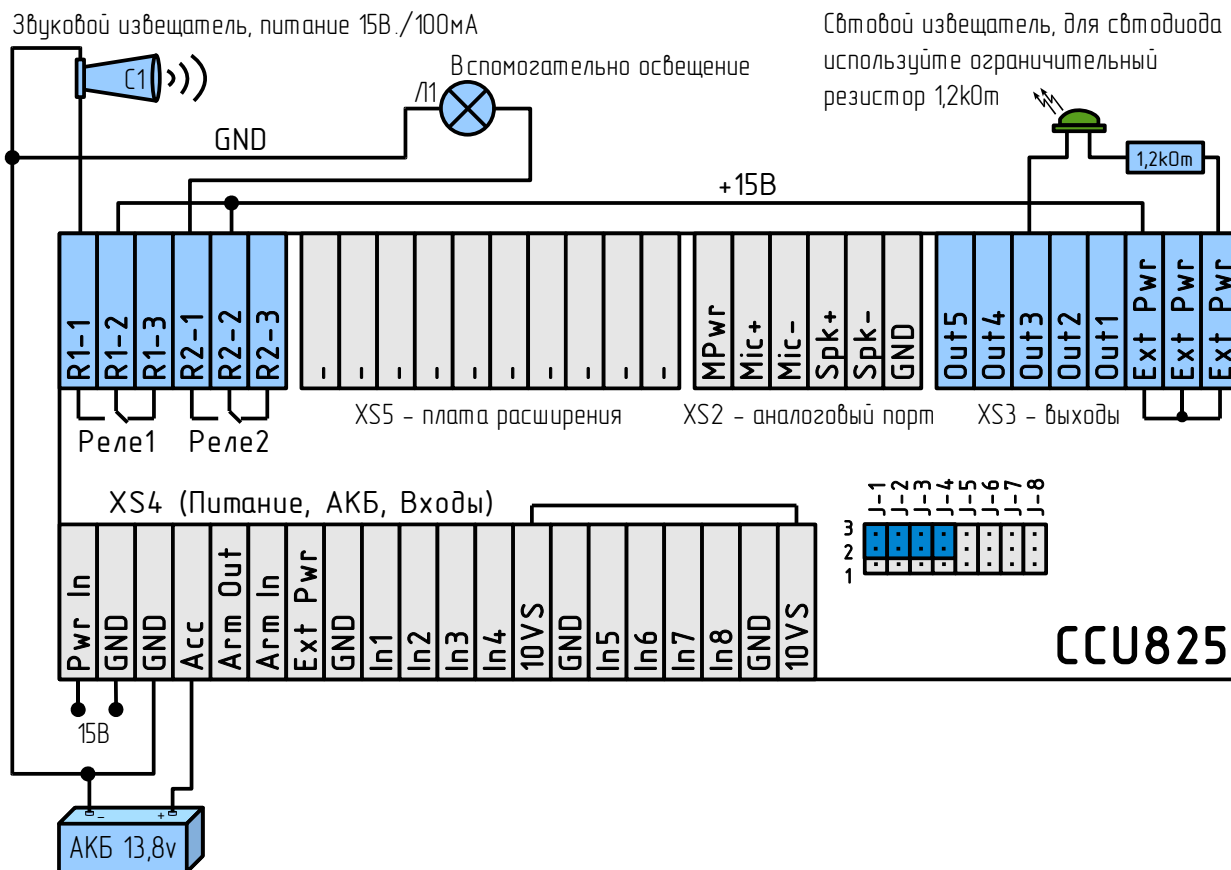 Звуковой извещатель, питание 15В./100мА
Свтовой извещатель, для свтодиода
используйте ограничительный
резистор 1,2kOm
С1
Вспомогательно освещение
Л1
GND
1,2kOm
+15В
R1-1
R1-2
R1-3
R2-1
R2-2
R2-3
-
-
-
-
-
-
-
-
-
-
MPwr
Mic+
Mic-
Spk+
Spk-
GND
Out5
Out4
Out3
Out2
Out1
Ext Pwr
Ext Pwr
Ext Pwr
Реле1
Реле2
XS5 - плата расширения
XS2 - аналоговый порт
XS3 - выходы
XS4 (Питание, АКБ, Входы)
J-1
J-2
J-3
J-4
J-5
J-6
J-7
J-8
3
2
1
Pwr In
GND
GND
Acc
Arm Out
Arm In
Ext Pwr
GND
In1
In2
In3
In4
10VS
GND
In5
In6
In7
In8
GND
10VS
CCU825
15В
-
+
АКБ 13,8v